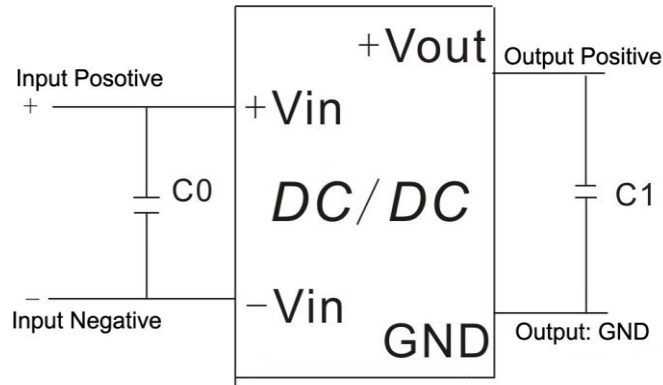 +Vout
Output Positive
Input Posotive
+
+Vin
C0
DC/DC
C1
−
−Vin
Input Negative
GND
Output: GND